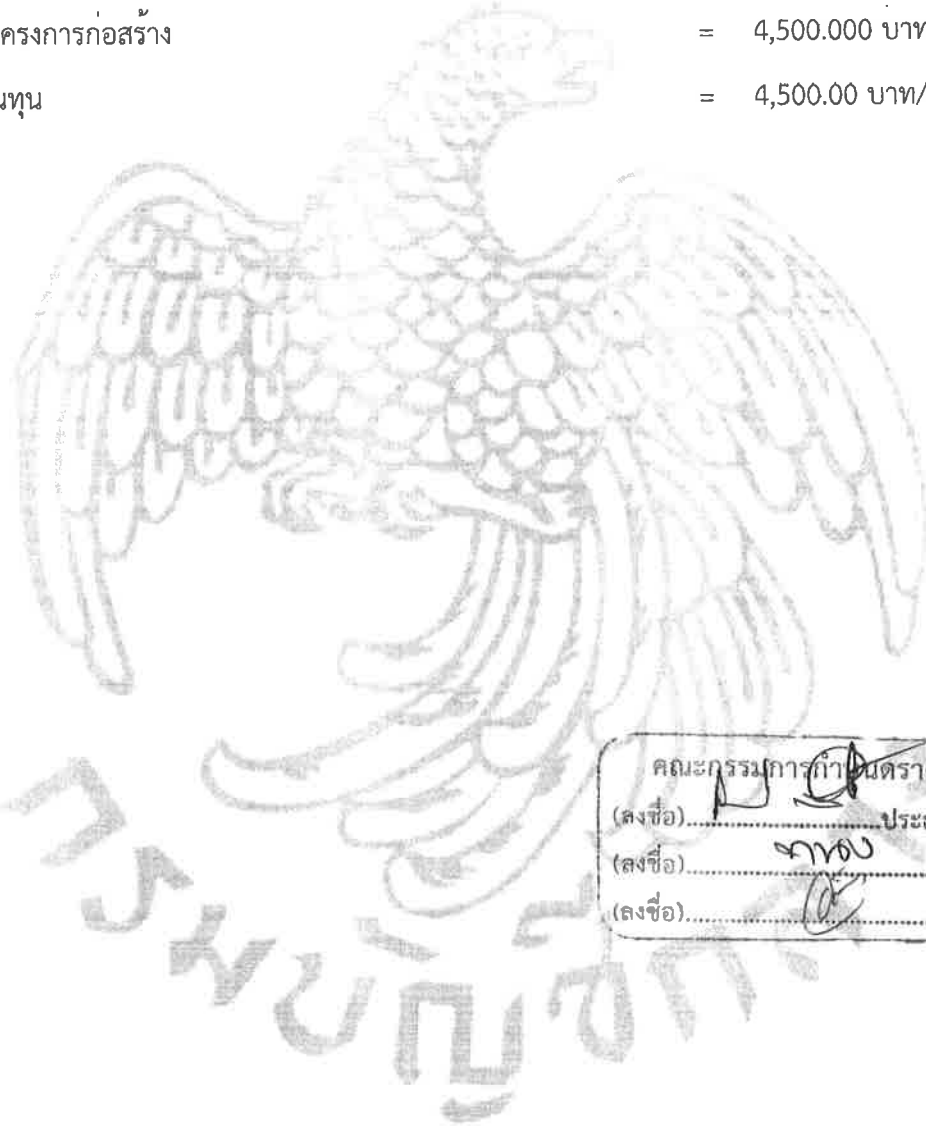 ครงการก่อสร้าง = 4,500.000 บาท
นทุน = 4,500.00 บาท/
คณะกรรมการกำหนดรา
(ลงชื่อ)...............................ประธ
(ลงชื่อ)
(ลงชื่อ)
กรมบัญชีกลาง